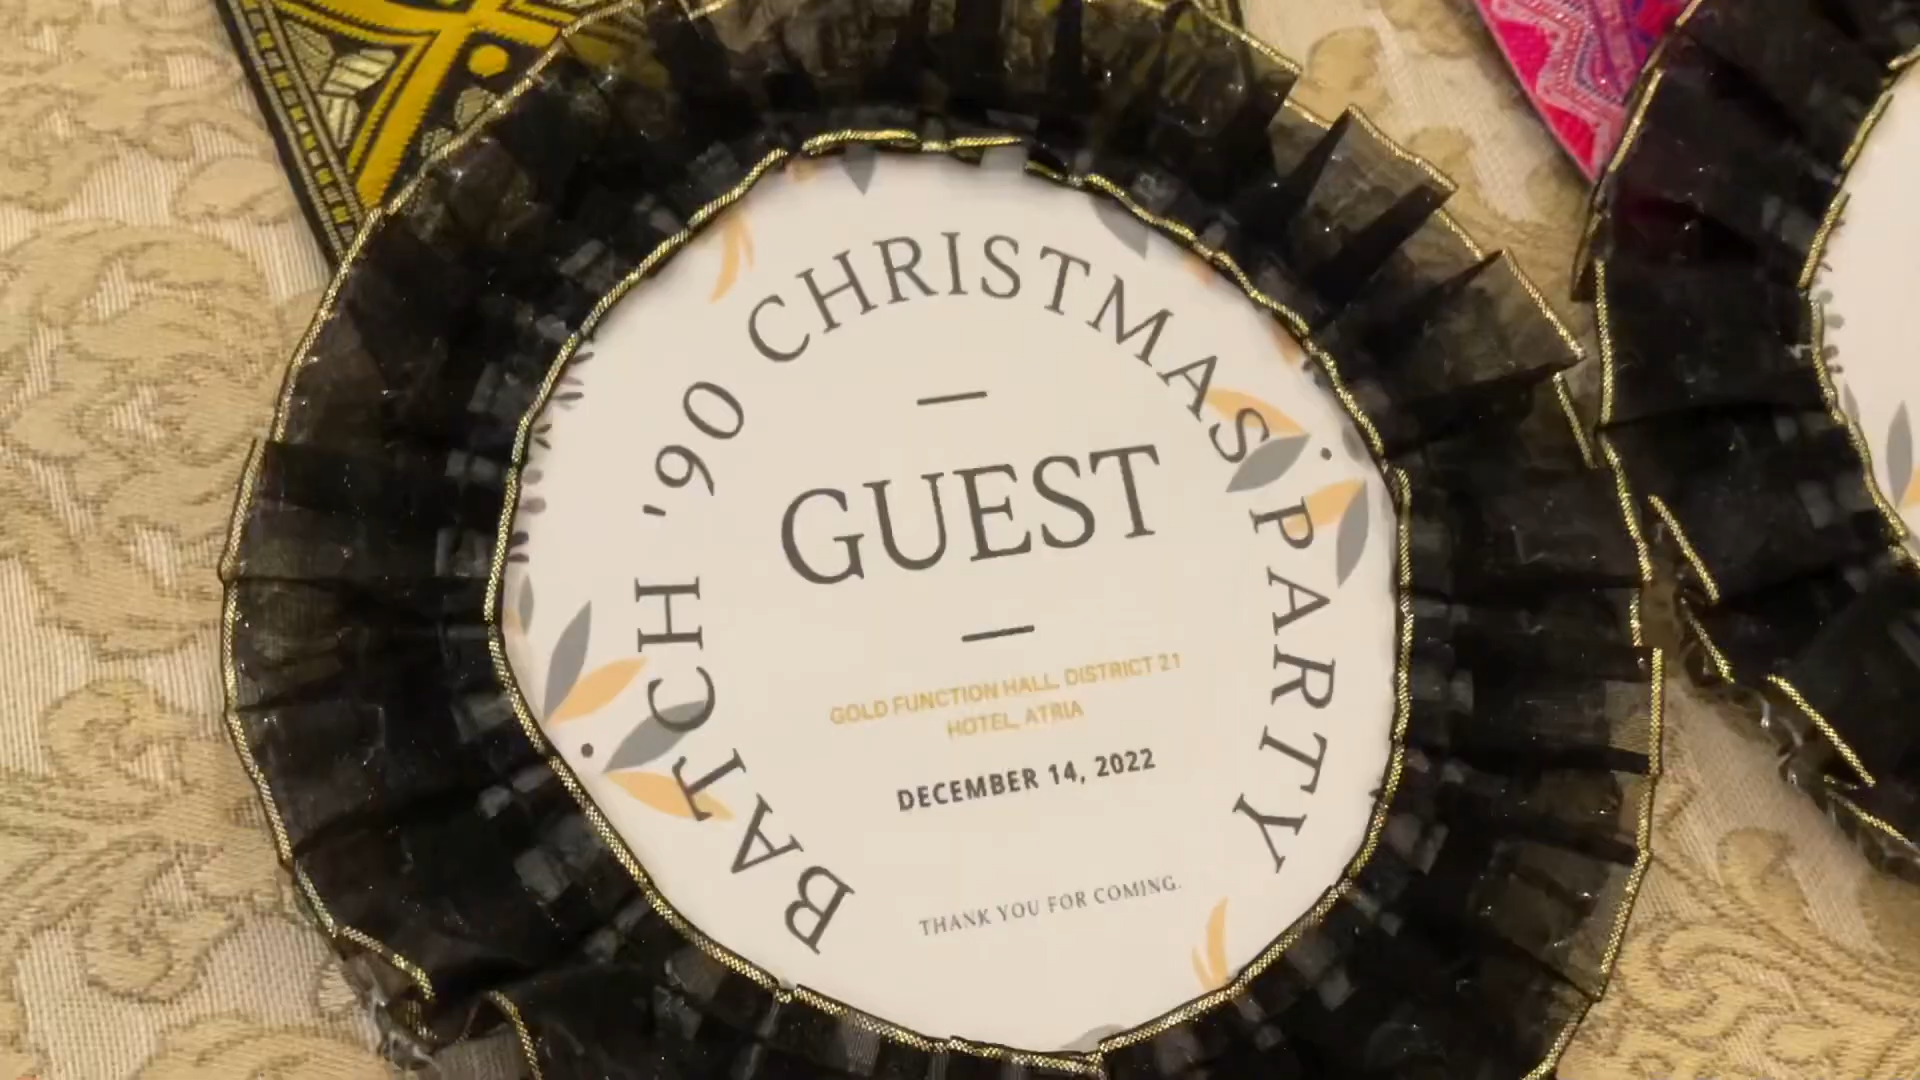 BATCH '90 CHRISTMAS PARTY
GUEST
GOLD FUNCTION HALL, DISTRICT 21
HOTEL, ATRIA
DECEMBER 14, 2022
THANK YOU FOR COMING.